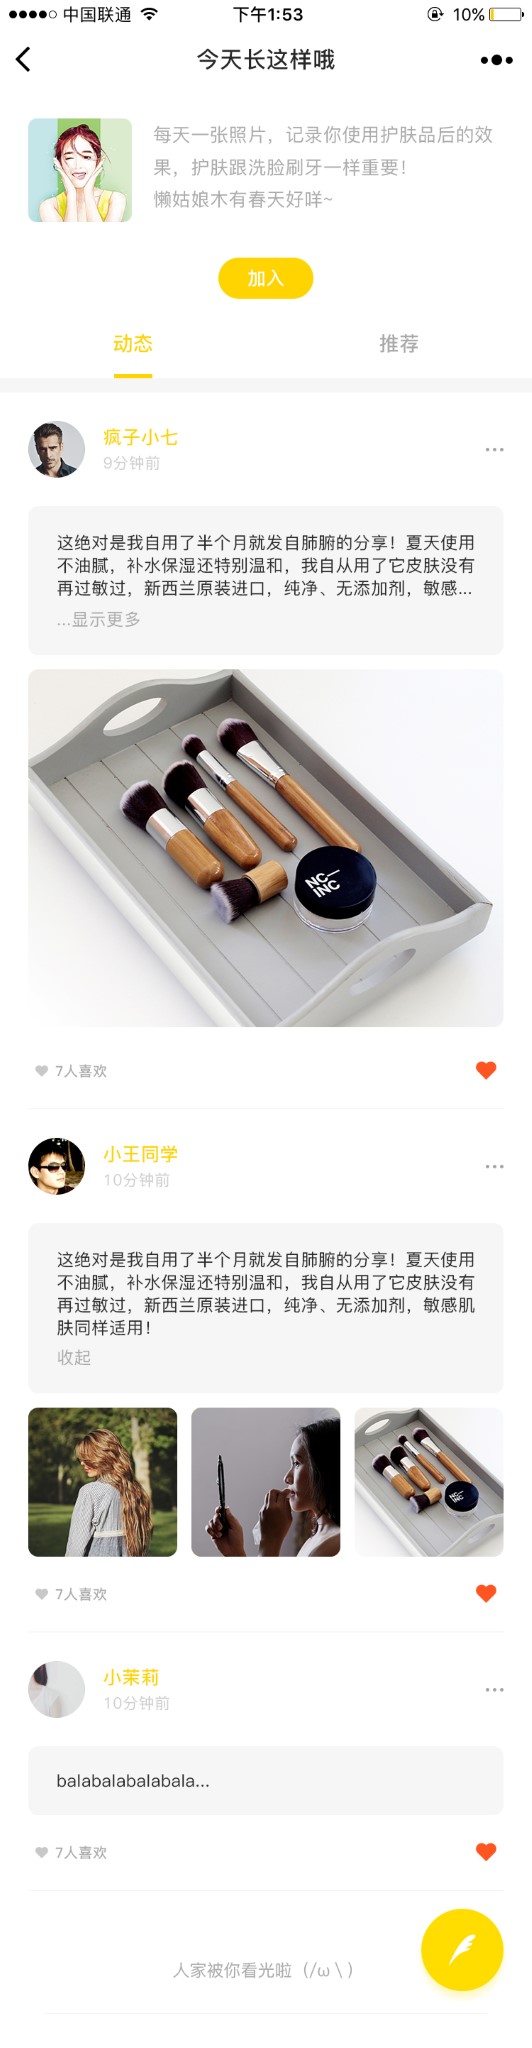 中国联通
下午1:53
10%
今天长这样哦
每天一张照片，记录你使用护肤品后的效
果，护肤跟洗脸刷牙一样重要！
懒姑娘木有春天好咩~
加入
动态
推荐
疯子小七
9分钟前
这绝对是我自用了半个月就发自肺腑的分享！夏天使用
不油腻，补水保湿还特别温和，我自从用了它皮肤没有
再过敏过，新西兰原装进口，纯净、无添加剂，敏感...
...显示更多
NC—
INC
7人喜欢
小王同学
10分钟前
这绝对是我自用了半个月就发自肺腑的分享！夏天使用
不油腻，补水保湿还特别温和，我自从用了它皮肤没有
再过敏过，新西兰原装进口，纯净、无添加剂，敏感肌
肤同样适用！
收起
NC—
INC
7人喜欢
小茉莉
10分钟前
balabalabalabala...
7人喜欢
人家被你看光啦（/ω\）